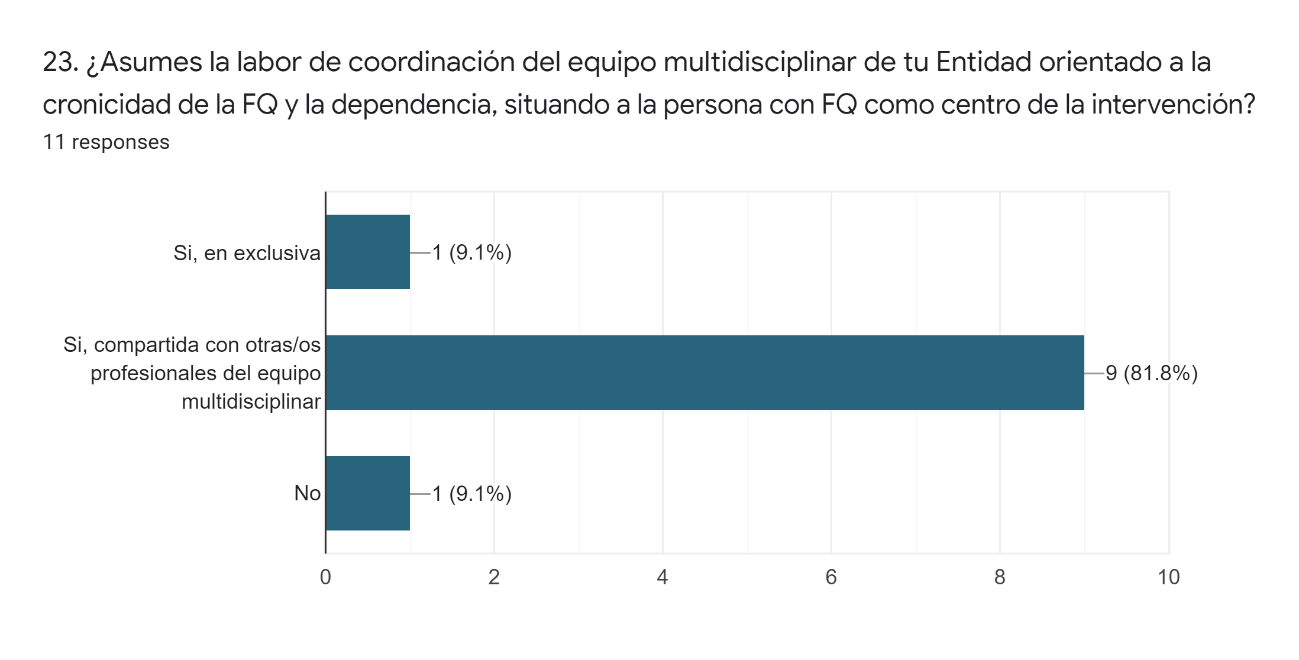 23. ¿Asumes la labor de coordinación del equipo multidisciplinar de tu Entidad orientado a la
cronicidad de la FQ y la dependencia, situando a la persona con FQ como centro de la intervención?
11 responses
Si, en exclusiva
1 (9.1%)
Si, compartida con otras/os
profesionales del equipo
multidisciplinar
9 (81.8%)
No
1 (9.1%)
0 2 4 6 8 10